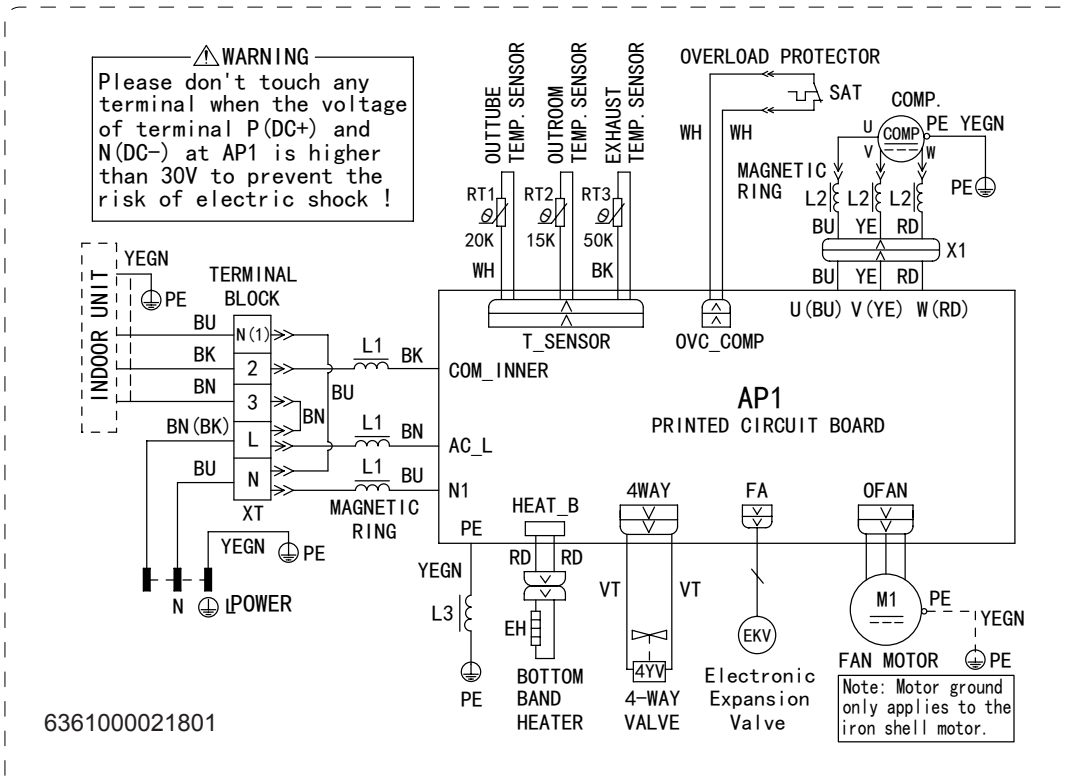 WARNING
Please don't touch any
terminal when the voltage
of terminal P(DC+) and
N(DC-) at AP1 is higher
than 30V to prevent the
risk of electric shock !
OUTTUBE
TEMP. SENSOR
OUTROOM
TEMP. SENSOR
EXHAUST
TEMP. SENSOR
RT1
RT2
RT3
20K
15K
50K
WH
BK
T_SENSOR
OVERLOAD PROTECTOR
SAT
WH
WH
OVC_COMP
COMP.
U
COMP
PE
YEGN
V
W
MAGNETIC
RING
PE
L2
L2
L2
BU
YE
RD
X1
BU
YE
RD
U(BU)
V(YE)
W(RD)
INDOOR UNIT
YEGN
PE
TERMINAL
BLOCK
BU
N(1)
BK
2
L1
BK
COM_INNER
BN
3
BN
BU
BN(BK)
L
L1
BN
AC_L
BU
N
L1
BU
N1
XT
MAGNETIC
RING
YEGN
PE
N
L
POWER
AP1
PRINTED CIRCUIT BOARD
PE
YEGN
L3
PE
HEAT_B
RD
RD
EH
BOTTOM
BAND
HEATER
4WAY
VT
VT
4YV
4-WAY
VALVE
FA
EKV
Electronic
Expansion
Valve
OFAN
M1
PE
YEGN
PE
FAN MOTOR
Note: Motor ground
only applies to the
iron shell motor.
6361000021801